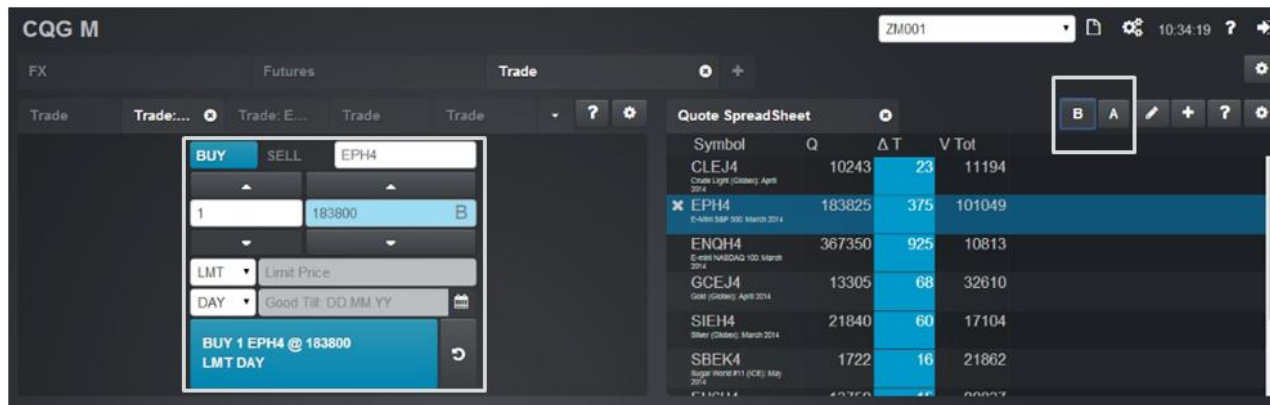 CQG M
ZM001
10:34:19 ?
FX Futures Trade +
Trade Trade:... Trade: E... Trade Trade ?
BUY SELL EPH4
1 183800 B
LMT Limit Price
DAY Good Till: DD.MM.YY
BUY 1 EPH4 @ 183800
LMT DAY
Quote SpreadSheet B A + ?
Symbol Q Δ T V Tot
CLEJ4 10243 23 11194
Crude Light (Globex): April
2014
EPH4 183825 375 101049
E-Mini S&P 500: March 2014
ENQH4 367350 925 10813
E-mini NASDAQ 100: March
2014
GCEJ4 13305 68 32610
Gold (Globex): April 2014
SIEH4 21840 60 17104
Silver (Globex): March 2014
SBEK4 1722 16 21862
Sugar World #11 (ICE): May
2014